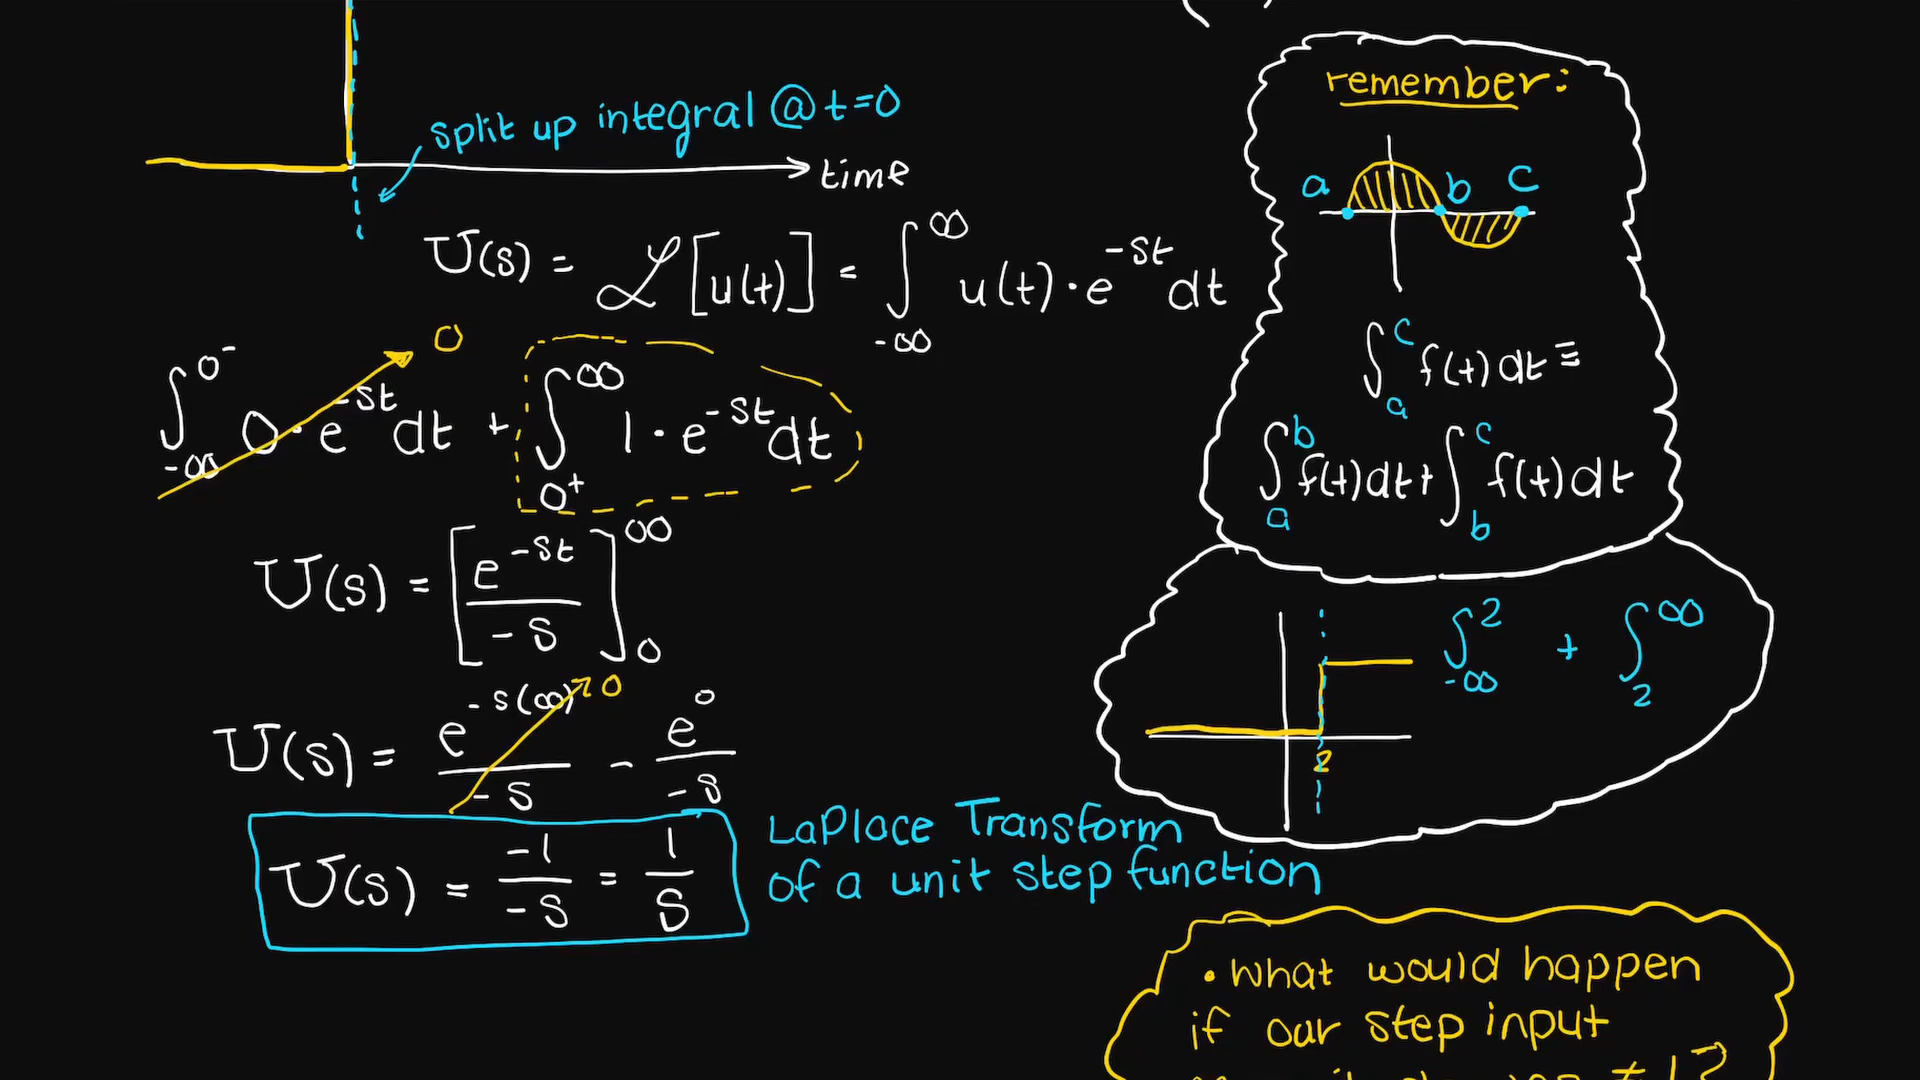 split up integral @ t=0
time
U(s) = ℒ[u(t)] = ∫_{-∞}^{∞} u(t)·e^{-st}dt
∫_{-∞}^{0⁻} 0·e^{-st}dt + ∫_{0⁺}^{∞} 1·e^{-st}dt
0
U(s) = [e^{-st}/-s]_{0}^{∞}
U(s) = e^{-s(∞)}/-s - e^{0}/-s
0
U(s) = -1/-s = 1/s
LaPlace Transform
of a unit step function
remember:
a b c
∫_{a}^{c} f(t)dt ≡
∫_{a}^{b} f(t)dt + ∫_{b}^{c} f(t)dt
∫_{-∞}^{2} + ∫_{2}^{∞}
2
• What would happen
if our step input
≠ 1?